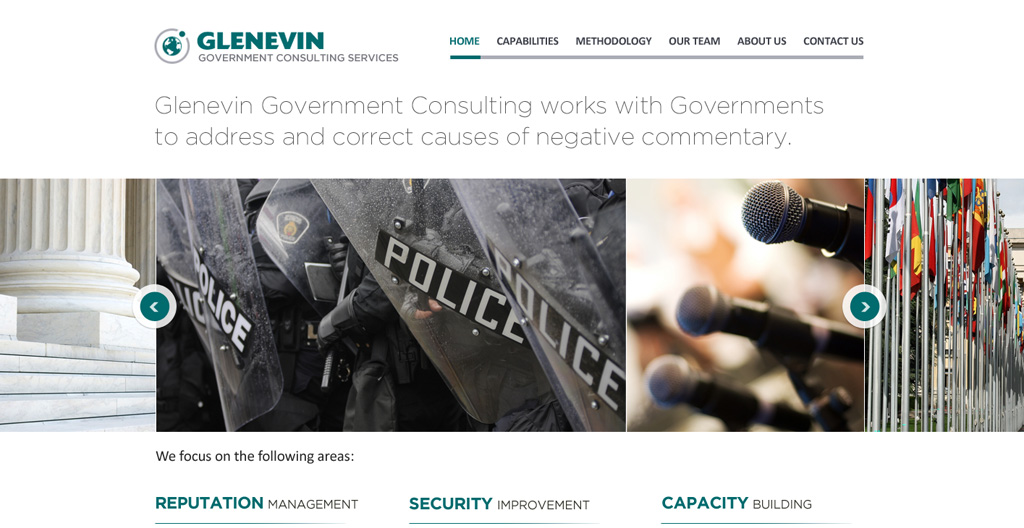 GLENEVIN
GOVERNMENT CONSULTING SERVICES
HOME CAPABILITIES METHODOLOGY OUR TEAM ABOUT US CONTACT US
Glenevin Government Consulting works with Governments
to address and correct causes of negative commentary.
POLICE
POLICE
POLICE
We focus on the following areas:
REPUTATION MANAGEMENT
SECURITY IMPROVEMENT
CAPACITY BUILDING